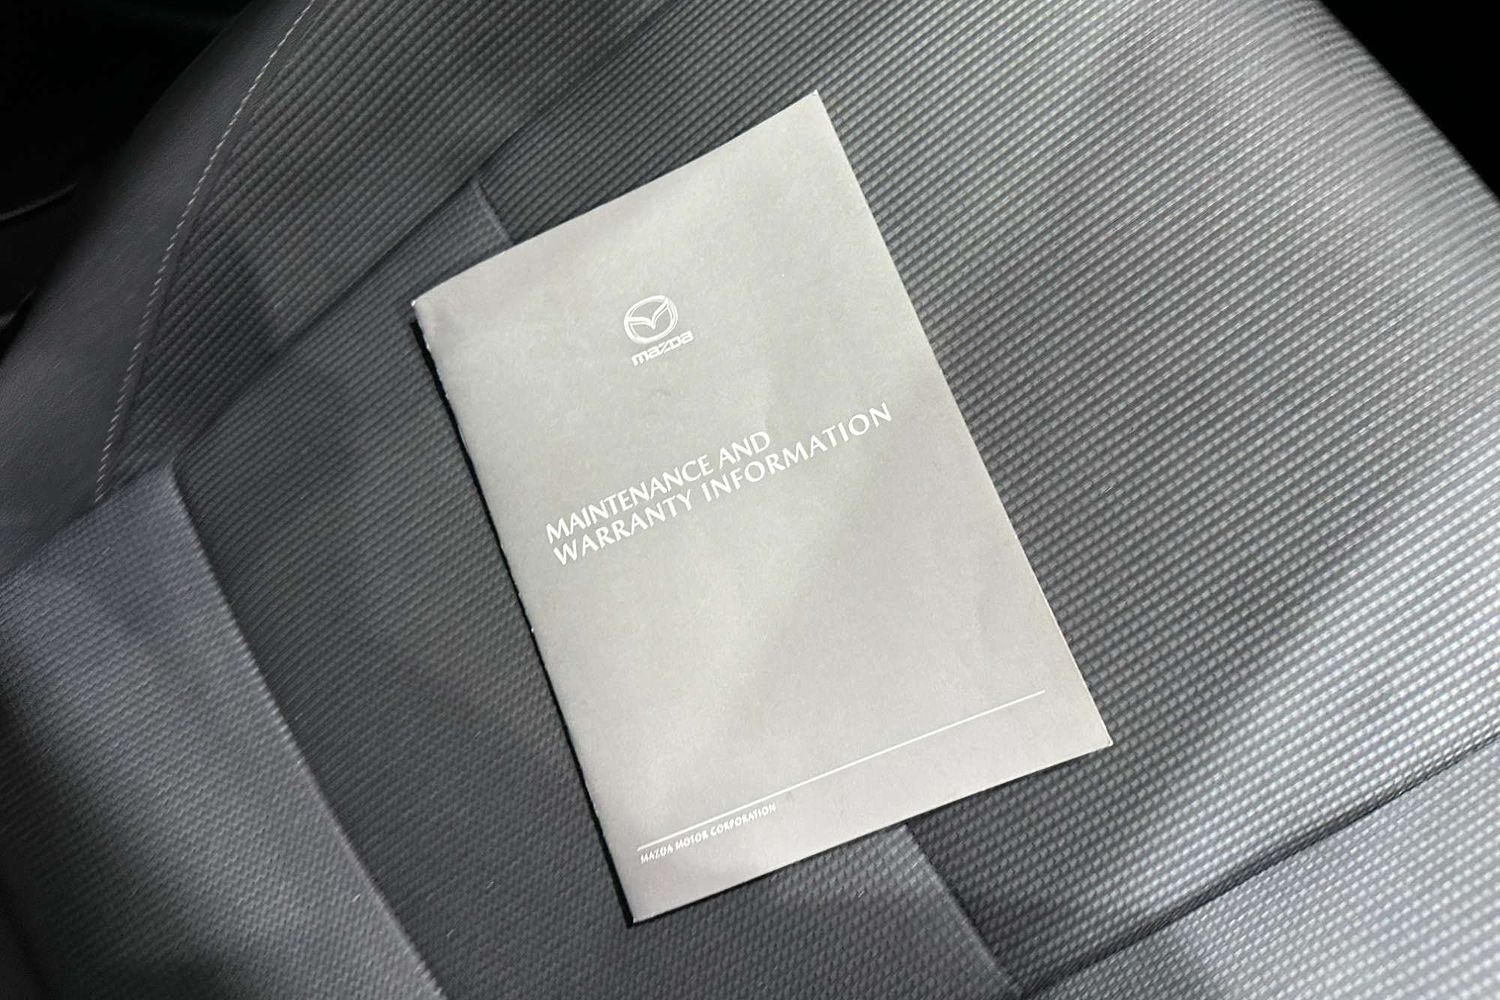 mazda
MAINTENANCE AND
WARRANTY INFORMATION
MAZDA MOTOR CORPORATION